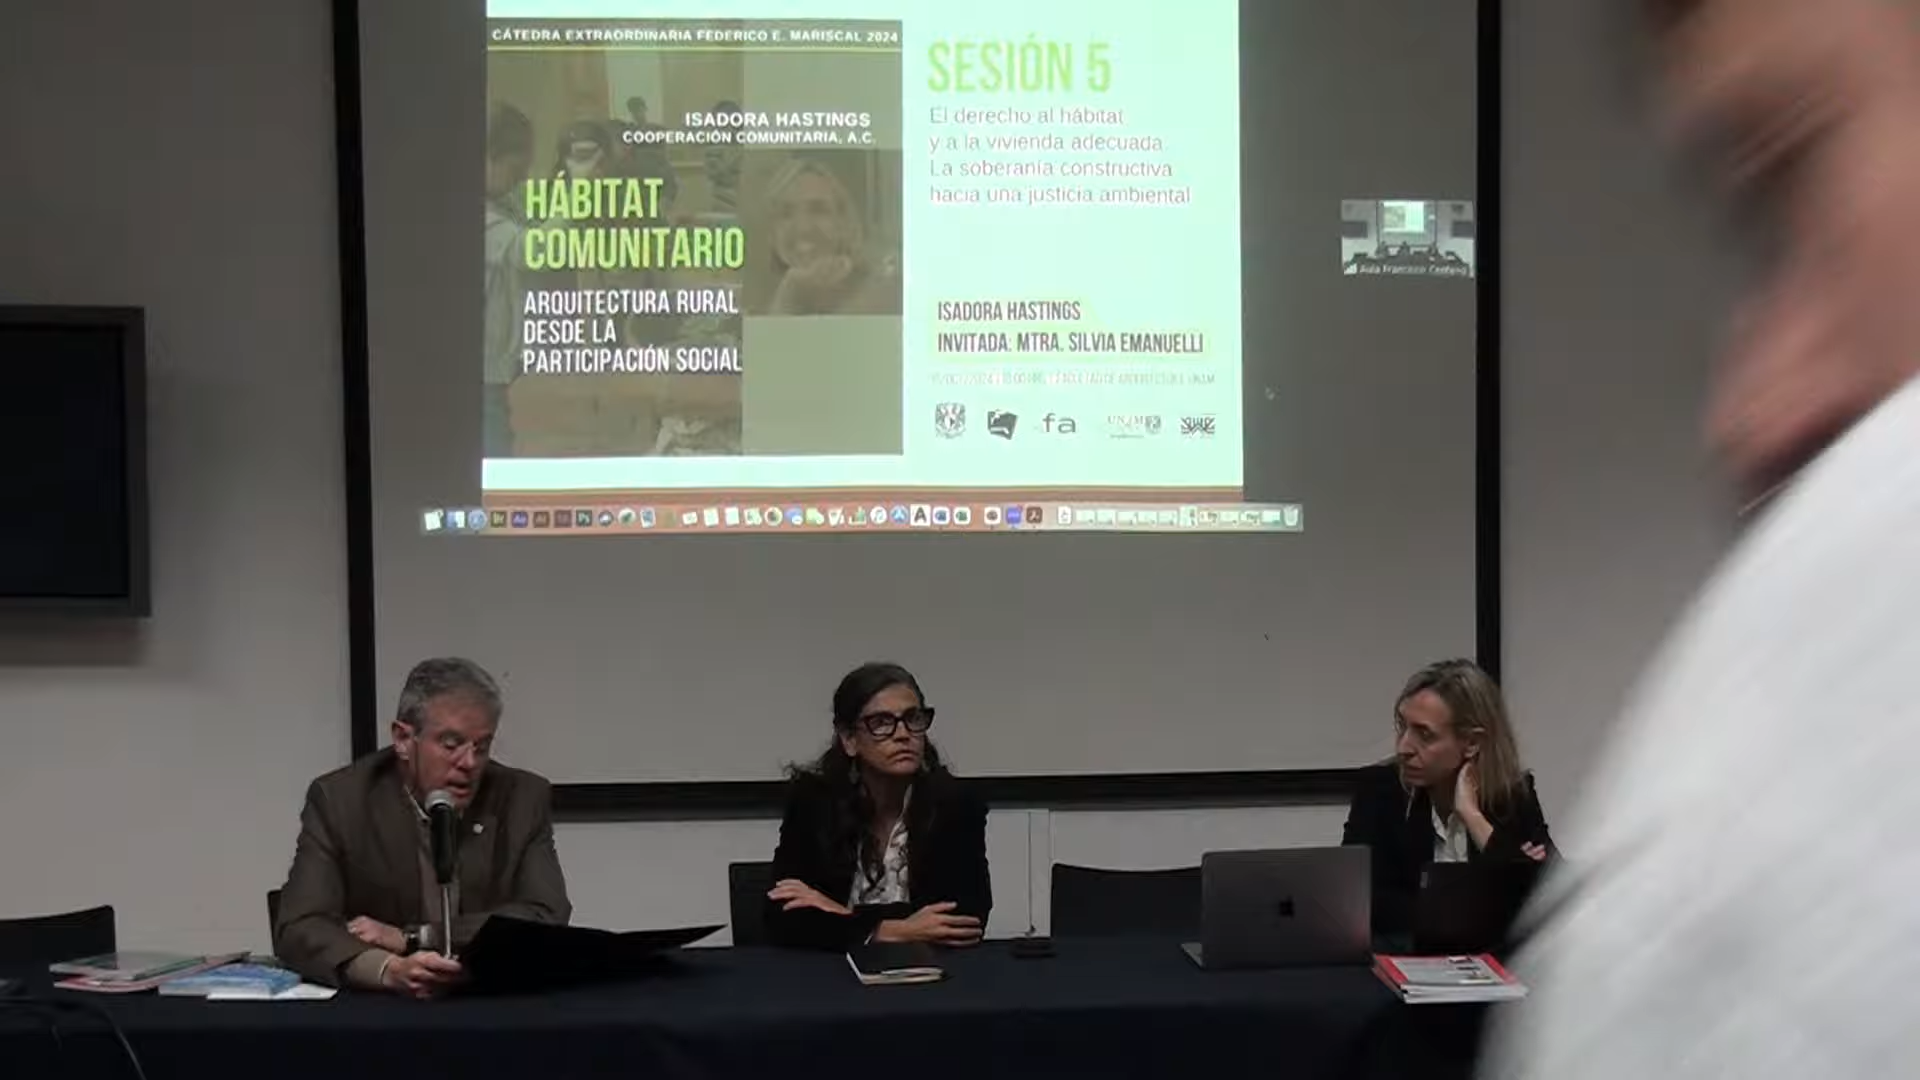 CÁTEDRA EXTRAORDINARIA FEDERICO E. MARISCAL 2024
ISADORA HASTINGS
COOPERACIÓN COMUNITARIA, A.C.
HÁBITAT
COMUNITARIO
ARQUITECTURA RURAL
DESDE LA
PARTICIPACIÓN SOCIAL
SESIÓN 5
El derecho al hábitat
y a la vivienda adecuada.
La soberanía constructiva
hacia una justicia ambiental
ISADORA HASTINGS
INVITADA: MTRA. SILVIA EMANUELLI
fa
Aula Francisco